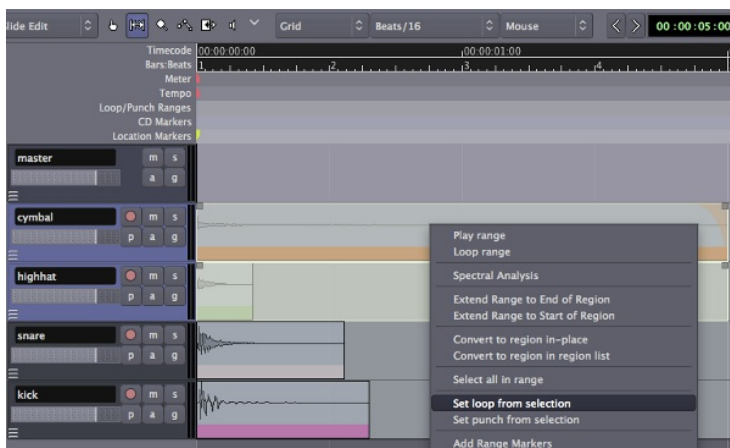 lide Edit Grid Beats/16 Mouse 00:00:05:00
Timecode 00:00:00:00 00:00:01:00
Bars:Beats 1 2 3 4
Meter
Tempo
Loop/Punch Ranges
CD Markers
Location Markers
master m s
a g
cymbal m s
p a g
highhat m s
p a g
snare m s
p a g
kick m s
p a g
Play range
Loop range
Spectral Analysis
Extend Range to End of Region
Extend Range to Start of Region
Convert to region in-place
Convert to region in region list
Select all in range
Set loop from selection
Set punch from selection
Add Range Markers